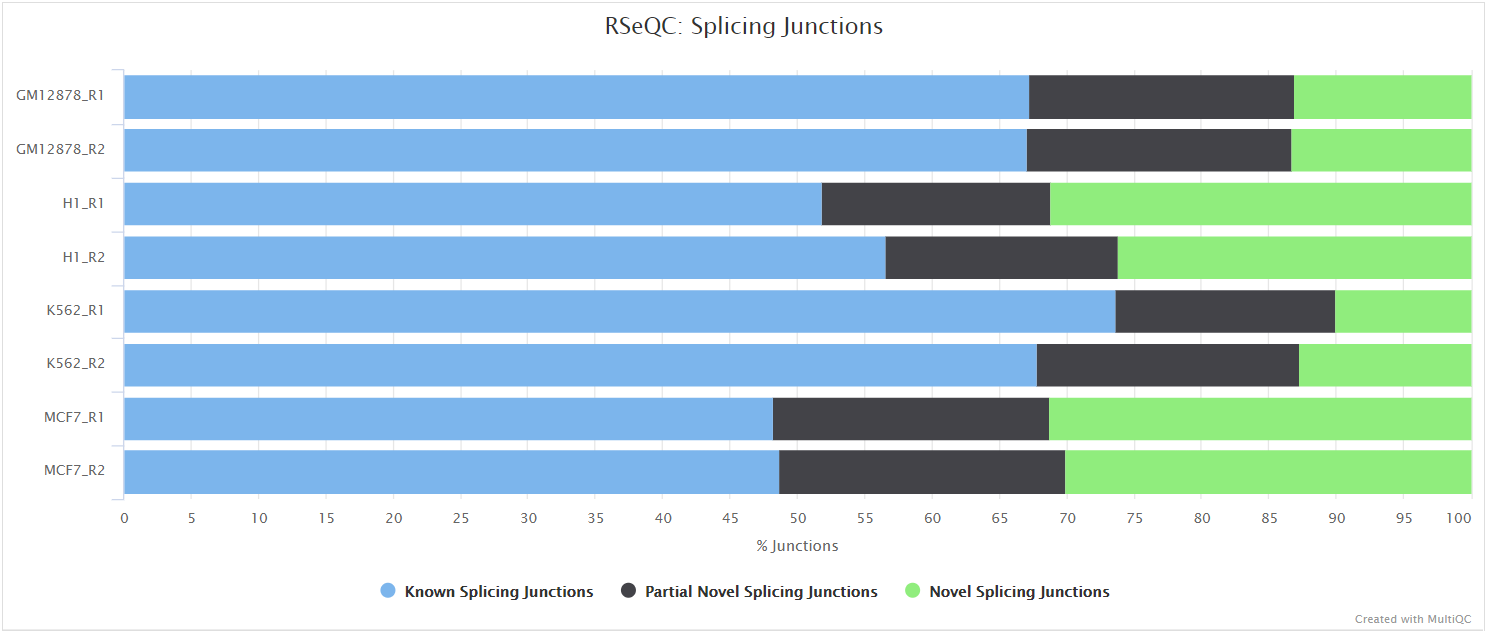 RSeQC: Splicing Junctions
GM12878_R1
GM12878_R2
H1_R1
H1_R2
K562_R1
K562_R2
MCF7_R1
MCF7_R2
0 5 10 15 20 25 30 35 40 45 50 55 60 65 70 75 80 85 90 95 100
% Junctions
Known Splicing Junctions Partial Novel Splicing Junctions Novel Splicing Junctions
Created with MultiQC